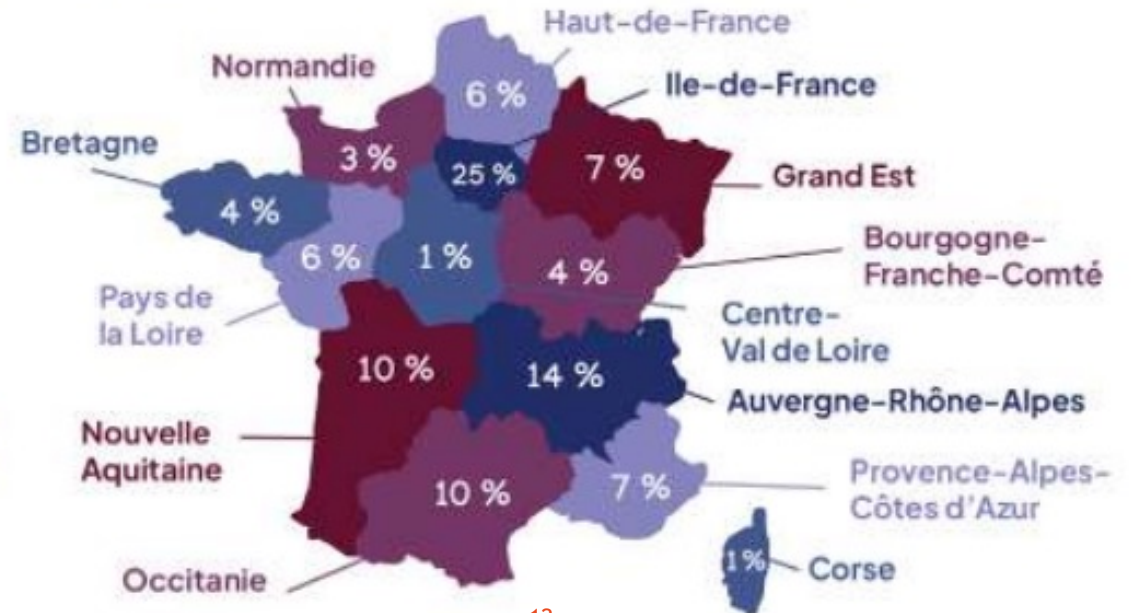 Haut-de-France
Normandie
6 %
Ile-de-France
Bretagne
3 %
25 %
7 %
Grand Est
4 %
Bourgogne-
Franche-Comté
6 %
1 %
4 %
Pays de
la Loire
Centre-
Val de Loire
10 %
14 %
Auvergne-Rhône-Alpes
Nouvelle
Aquitaine
10 %
7 %
Provence-Alpes-
Côtes d'Azur
1 %
Corse
Occitanie